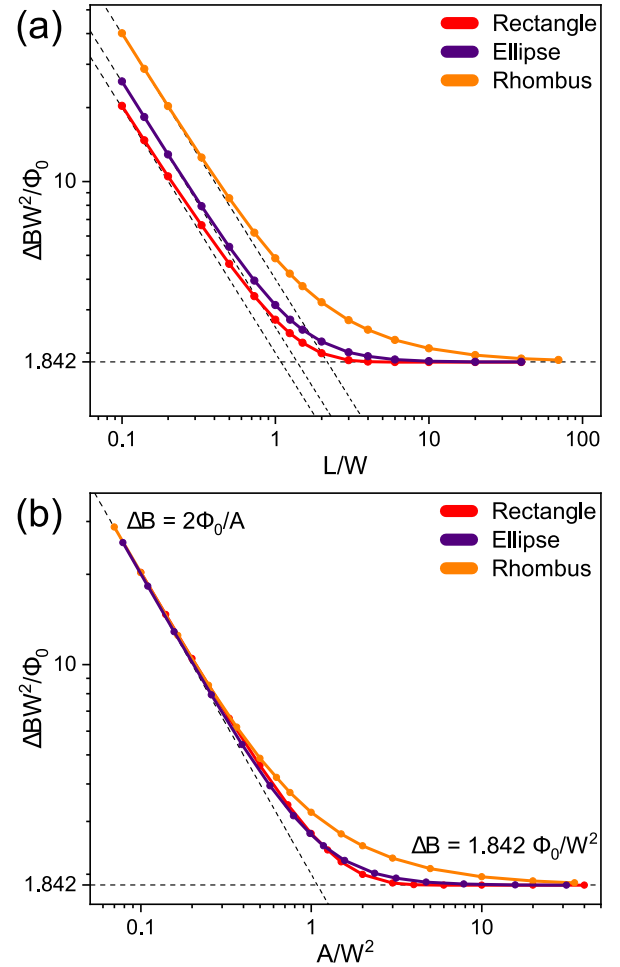 (a)
Rectangle
Ellipse
Rhombus
ΔBW²/Φ₀
10
1.842
0.1
1
10
100
L/W
(b)
ΔB = 2Φ₀/A
Rectangle
Ellipse
Rhombus
ΔBW²/Φ₀
10
ΔB = 1.842 Φ₀/W²
1.842
0.1
1
10
A/W²